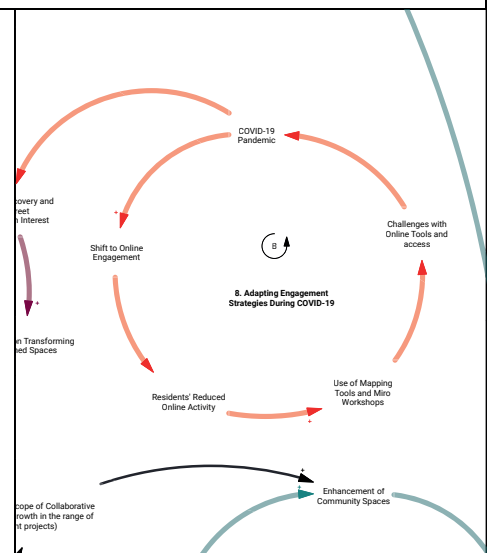 COVID-19
Pandemic
covery and
reet
n Interest
Challenges with
Online Tools and
access
Shift to Online
Engagement
B
8. Adapting Engagement
Strategies During COVID-19
on Transforming
ned Spaces
Residents' Reduced
Online Activity
Use of Mapping
Tools and Miro
Workshops
Enhancement of
Community Spaces
cope of Collaborative
rowth in the range of
nt projects)